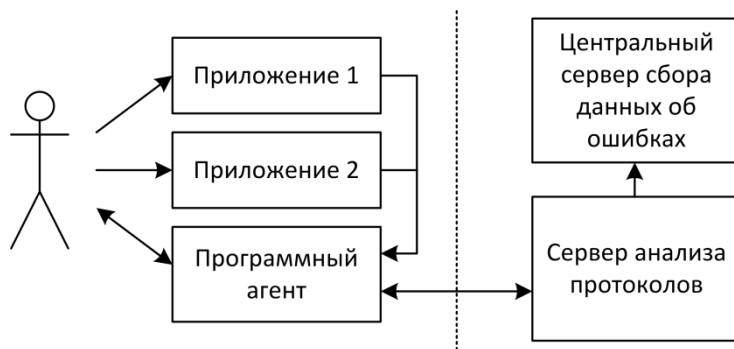 Приложение 1
Приложение 2
Программный
агент
Центральный
сервер сбора
данных об
ошибках
Сервер анализа
протоколов